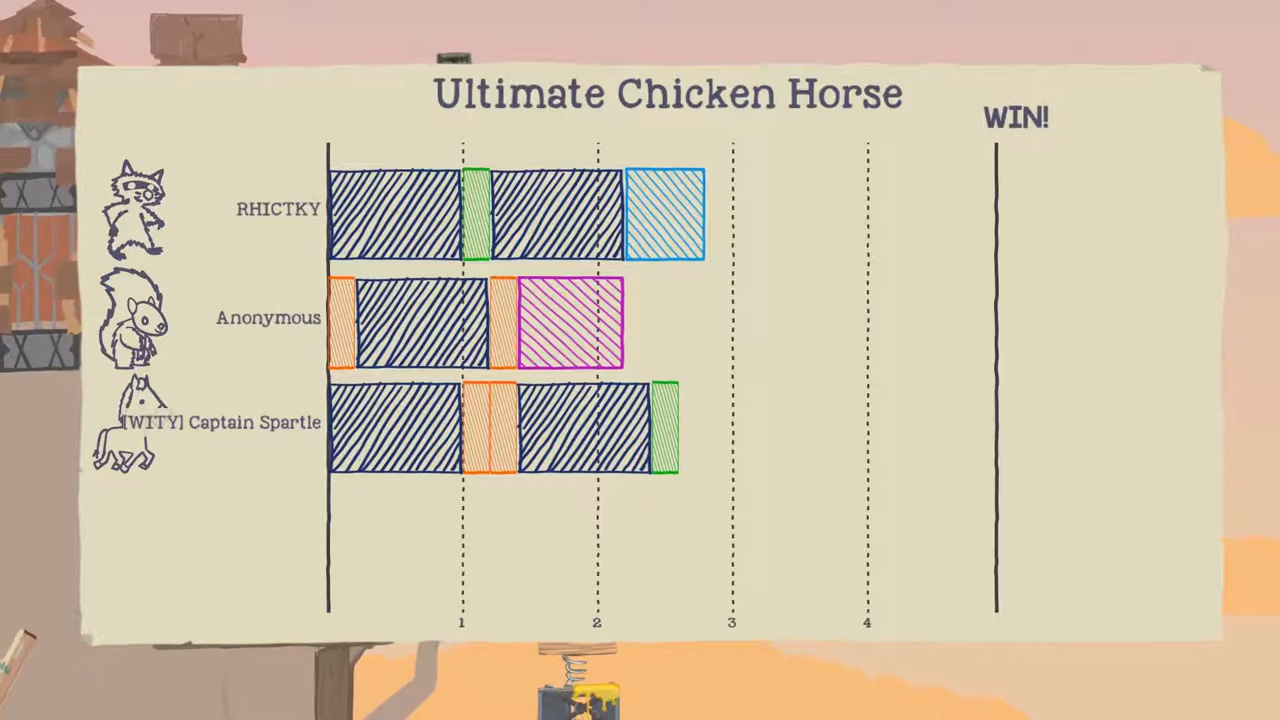 Ultimate Chicken Horse
WIN!
RHICTKY
Anonymous
[WITY] Captain Spartle
1 2 3 4